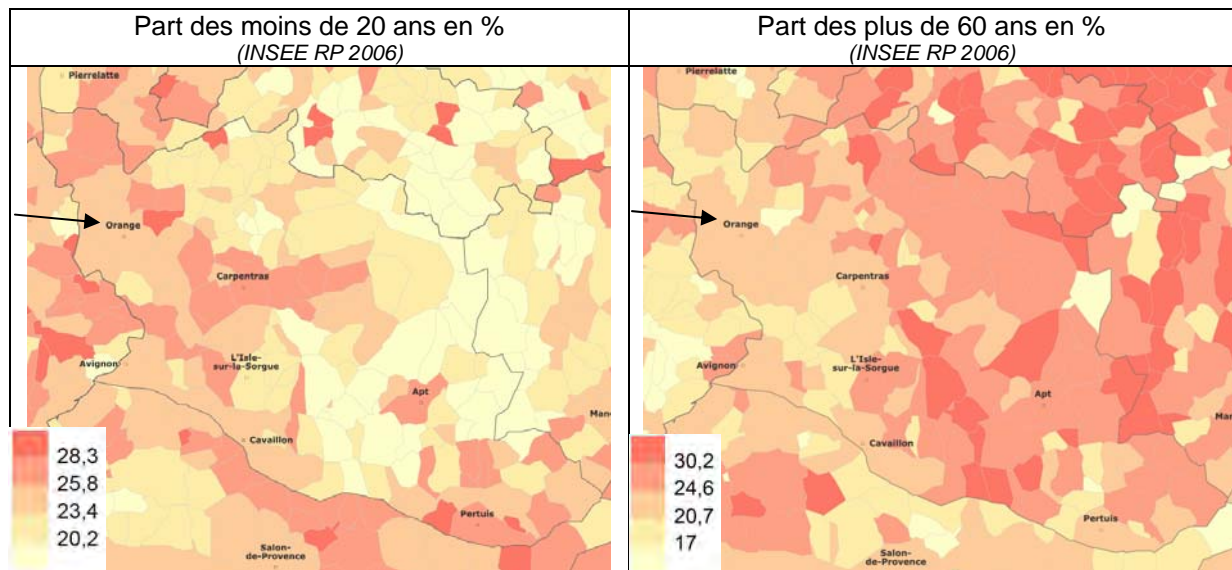 Part des moins de 20 ans en %
(INSEE RP 2006)
Part des plus de 60 ans en %
(INSEE RP 2006)
Pierrelatte
Orange
Carpentras
Avignon
L'Isle-
sur-la-Sorgue
Apt
Man
Cavaillon
Pertuis
Salon-
de-Provence
28,3
25,8
23,4
20,2
Pierrelatte
Orange
Carpentras
Avignon
L'Isle-
sur-la-Sorgue
Apt
Mar
Cavaillon
Pertuis
Salon-
de-Provence
30,2
24,6
20,7
17